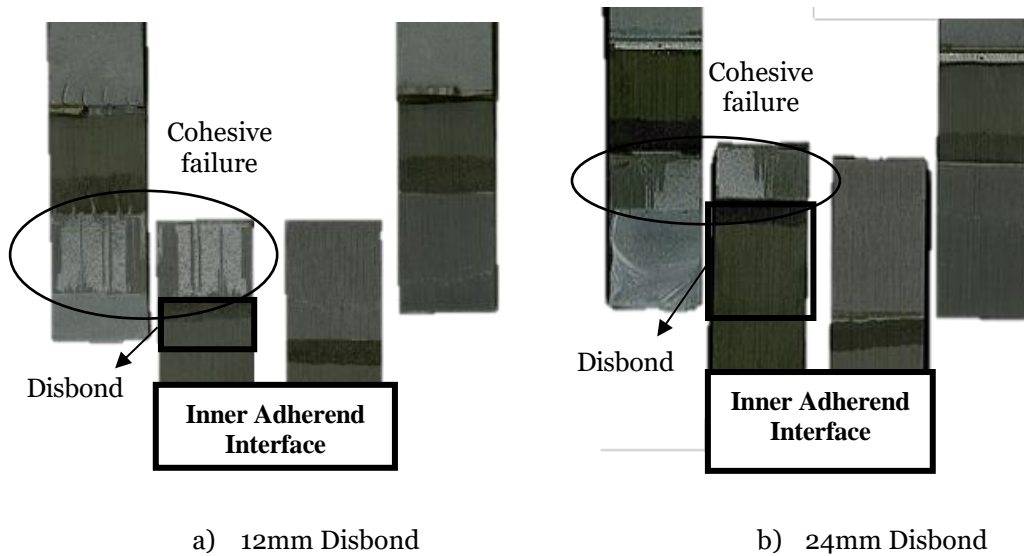 Cohesive
failure
Disbond
Inner Adherend
Interface
a) 12mm Disbond
Cohesive
failure
Disbond
Inner Adherend
Interface
b) 24mm Disbond